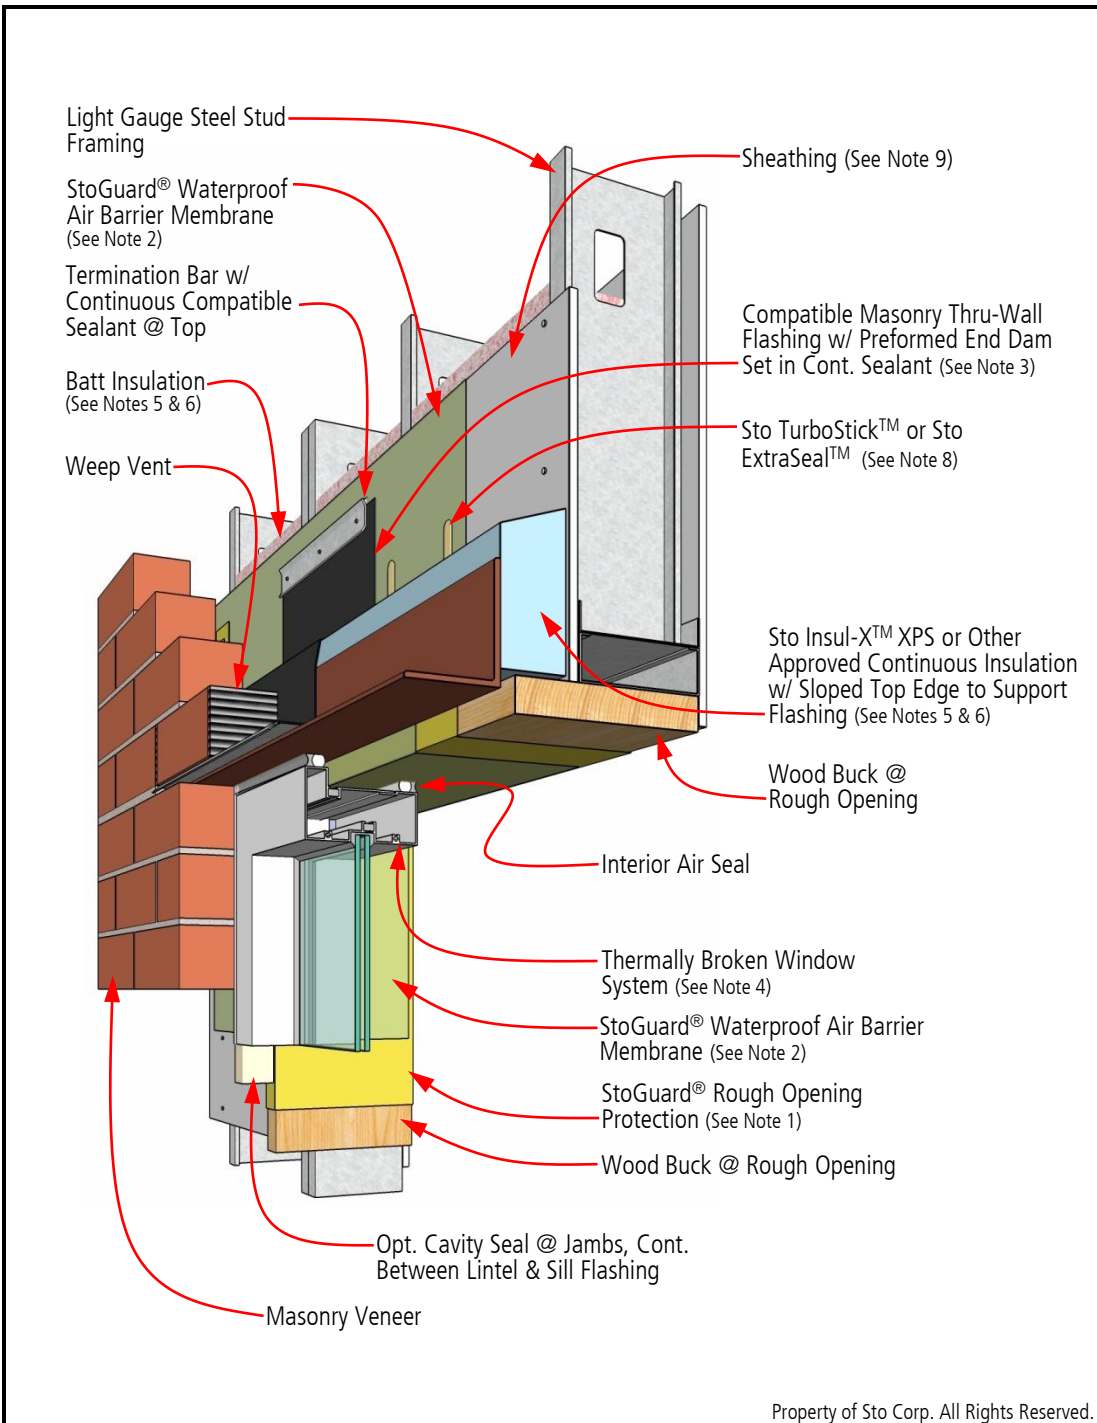 Light Gauge Steel Stud
Framing
StoGuard® Waterproof
Air Barrier Membrane
(See Note 2)
Termination Bar w/
Continuous Compatible
Sealant @ Top
Batt Insulation
(See Notes 5 & 6)
Weep Vent
Sheathing (See Note 9)
Compatible Masonry Thru-Wall
Flashing w/ Preformed End Dam
Set in Cont. Sealant (See Note 3)
Sto TurboStick™ or Sto
ExtraSeal™ (See Note 8)
Sto Insul-X™ XPS or Other
Approved Continuous Insulation
w/ Sloped Top Edge to Support
Flashing (See Notes 5 & 6)
Wood Buck @
Rough Opening
Interior Air Seal
Thermally Broken Window
System (See Note 4)
StoGuard® Waterproof Air Barrier
Membrane (See Note 2)
StoGuard® Rough Opening
Protection (See Note 1)
Wood Buck @ Rough Opening
Opt. Cavity Seal @ Jambs, Cont.
Between Lintel & Sill Flashing
Masonry Veneer
Property of Sto Corp. All Rights Reserved.